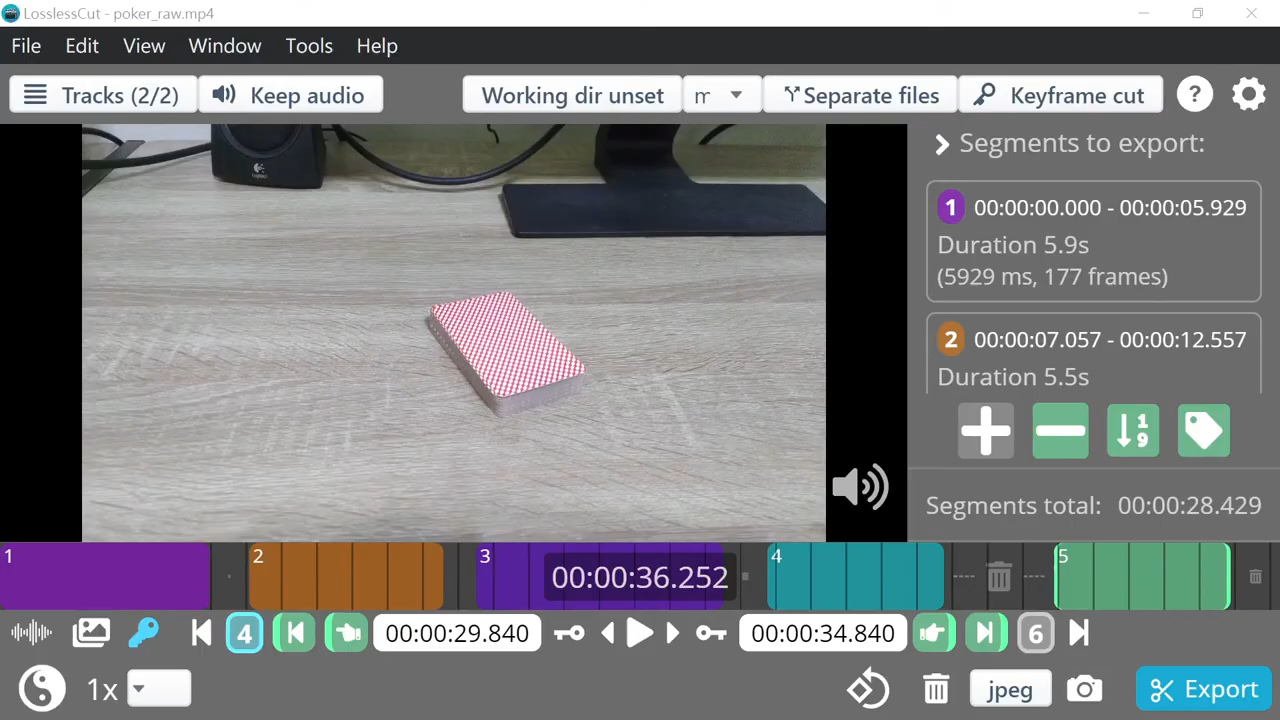 LosslessCut - poker_raw.mp4
File Edit View Window Tools Help
Tracks (2/2) Keep audio Working dir unset m Separate files Keyframe cut ?
Segments to export:
1 00:00:00.000 - 00:00:05.929
Duration 5.9s
(5929 ms, 177 frames)
2 00:00:07.057 - 00:00:12.557
Duration 5.5s
Segments total: 00:00:28.429
1 2 3 4 5
00:00:36.252
4 00:00:29.840 00:00:34.840 6
1x jpeg Export